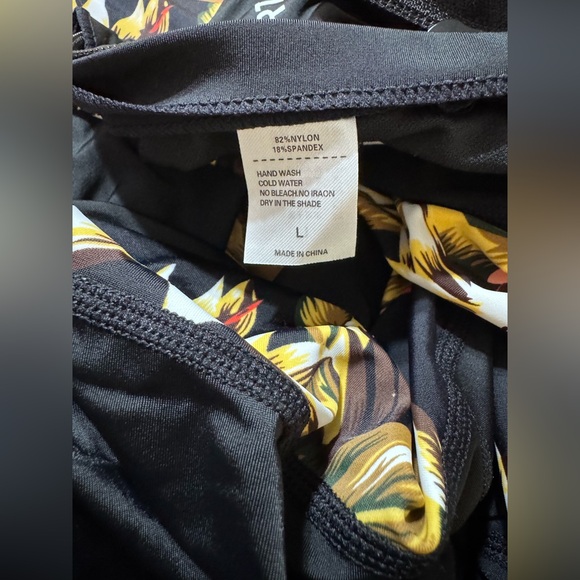 82%NYLON
18%SPANDEX
HAND WASH
COLD WATER
NO BLEACH.NO IRAON
DRY IN THE SHADE
L
MADE IN CHINA